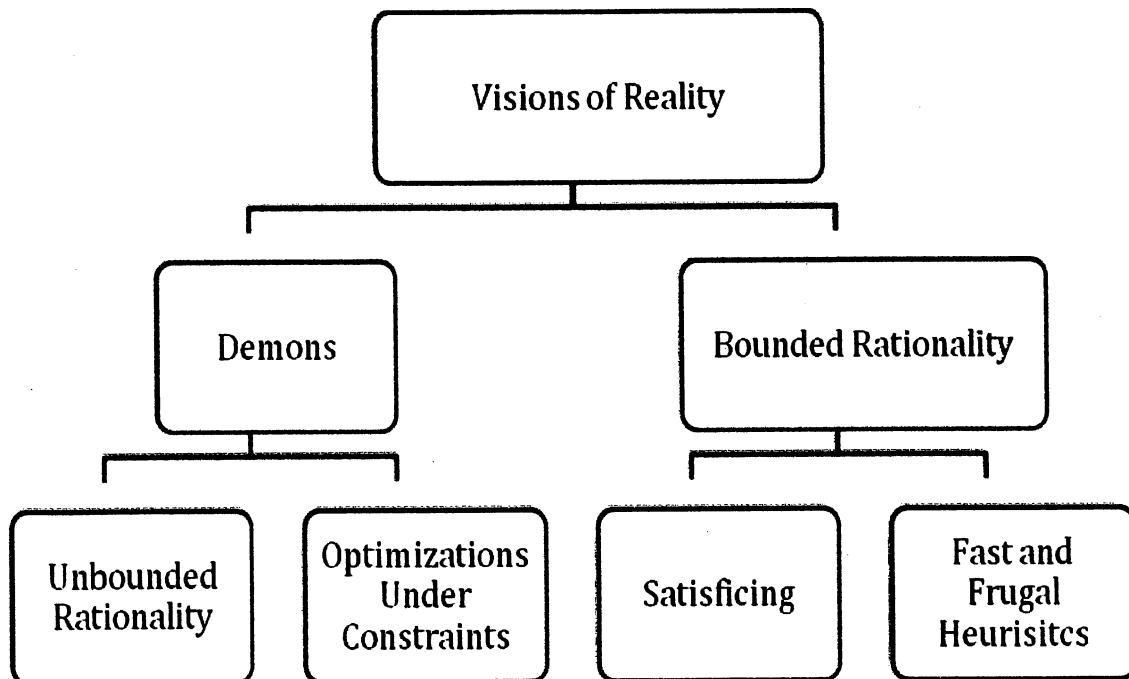 Visions of Reality
Demons
Bounded Rationality
Unbounded
Rationality
Optimizations
Under
Constraints
Satisficing
Fast and
Frugal
Heurisitcs